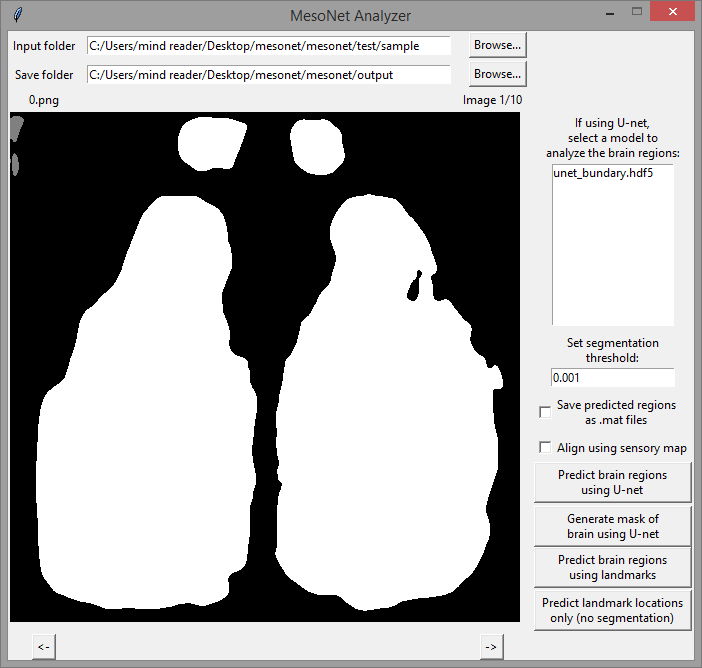 MesoNet Analyzer
Input folder
C:/Users/mind reader/Desktop/mesonet/mesonet/test/sample
Browse...
Save folder
C:/Users/mind reader/Desktop/mesonet/mesonet/output
Browse...
0.png
Image 1/10
If using U-net,
select a model to
analyze the brain regions:
unet_bundary.hdf5
Set segmentation
threshold:
0.001
Save predicted regions
as .mat files
Align using sensory map
Predict brain regions
using U-net
Generate mask of
brain using U-net
Predict brain regions
using landmarks
Predict landmark locations
only (no segmentation)
<-
->